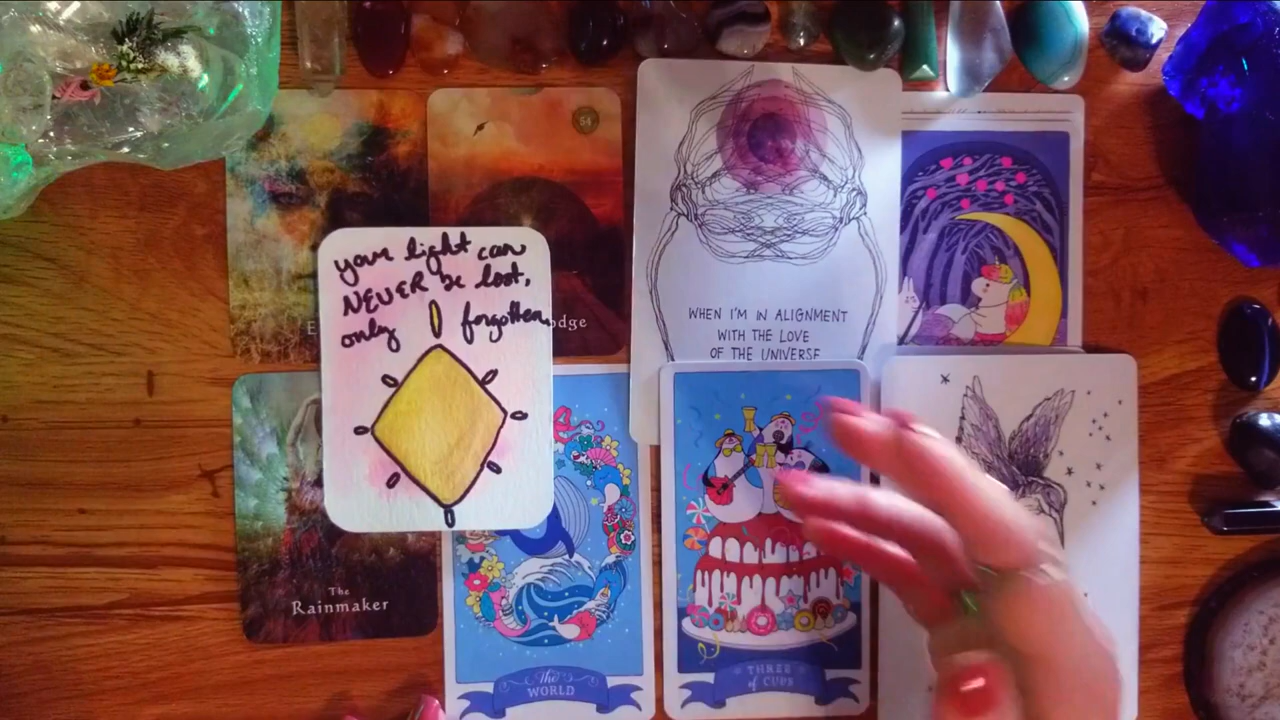 your light can
NEVER be lost,
only forgotten
54
WHEN I'M IN ALIGNMENT
WITH THE LOVE
OF THE UNIVERSE
The
Rainmaker
The
WORLD
THREE
of CUPS